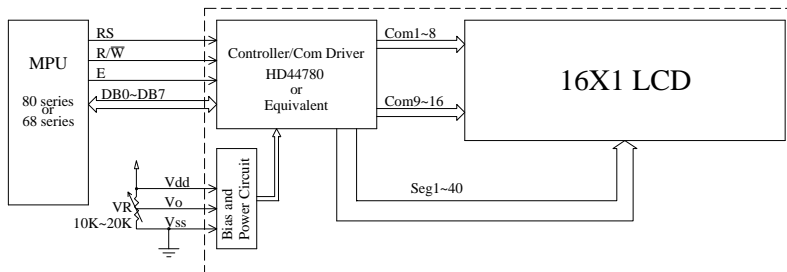 MPU
80 series
or
68 series
RS
R/W̅
E
DB0~DB7
Controller/Com Driver
HD44780
or
Equivalent
Com1~8
Com9~16
16X1 LCD
Seg1~40
Vdd
Vo
Vss
VR
10K~20K
Bias and
Power Circuit